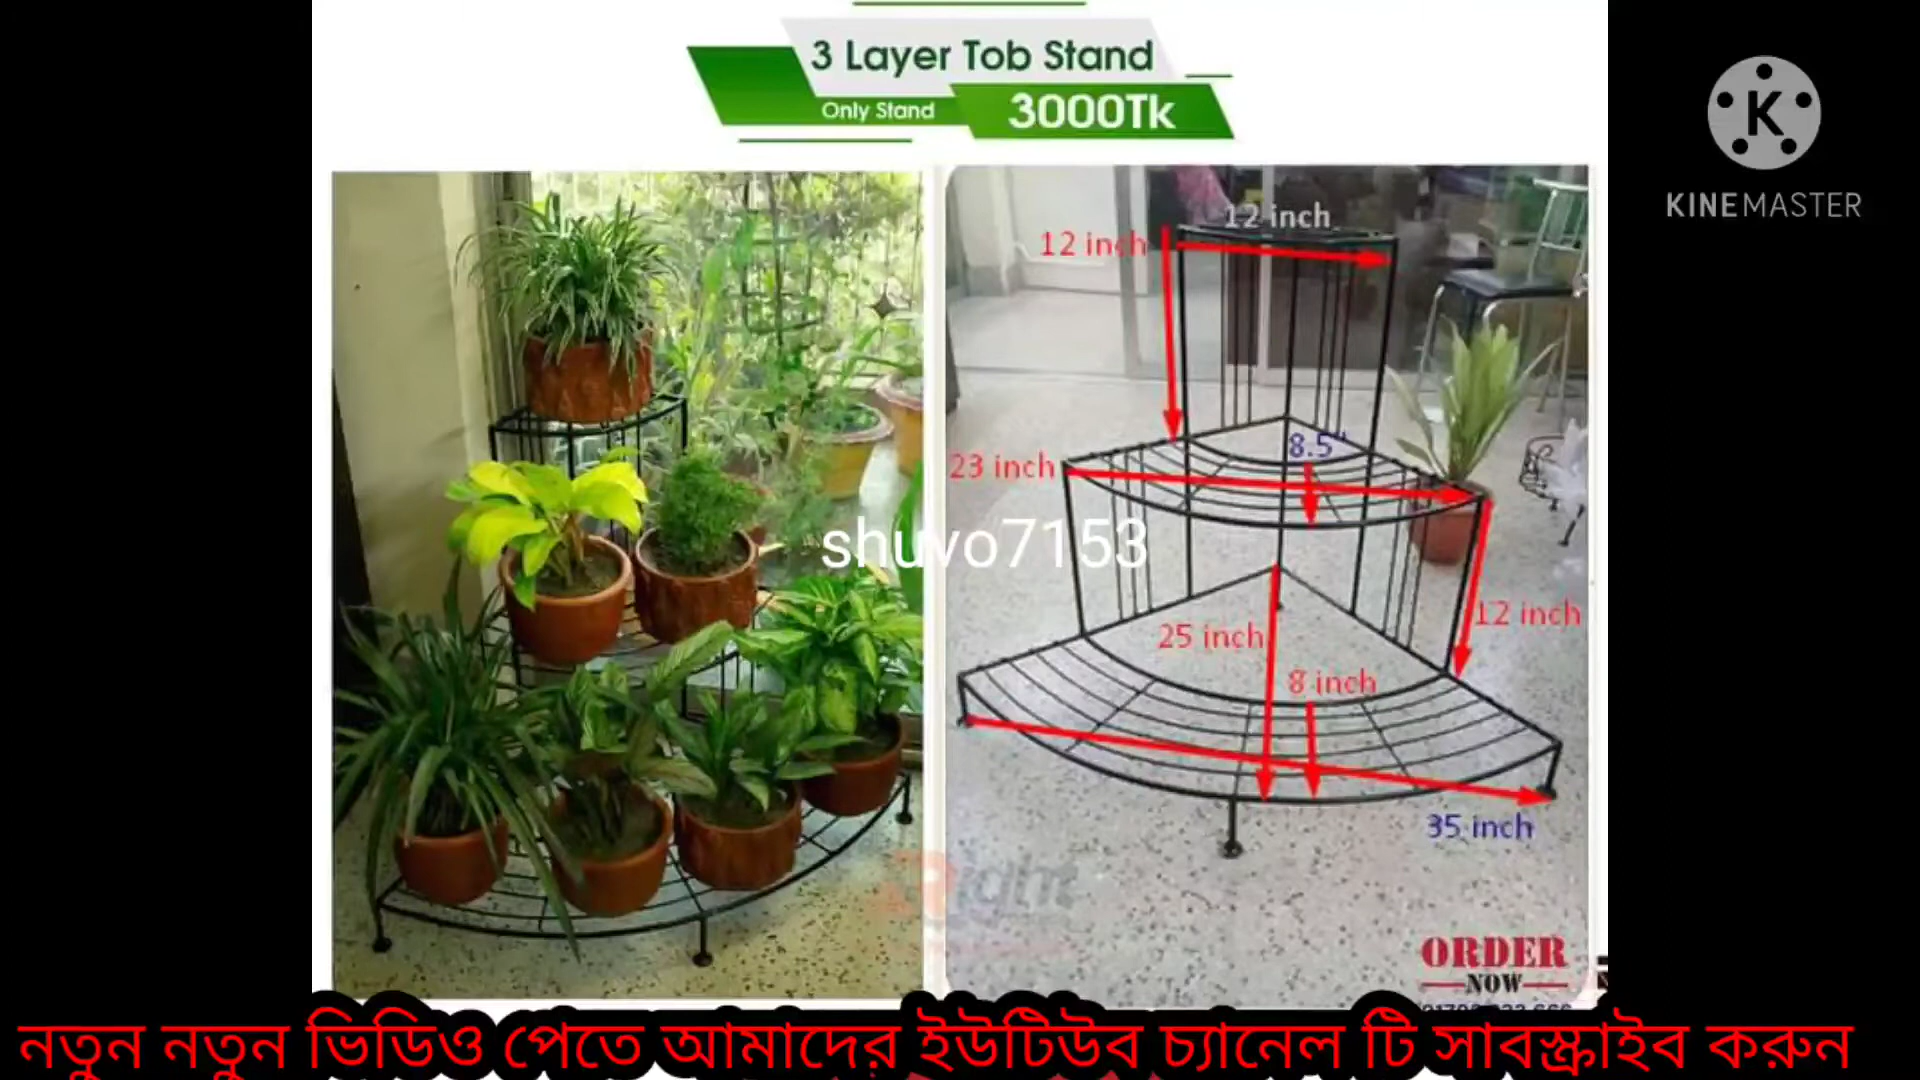 3 Layer Tob Stand
Only Stand
3000Tk
KINEMASTER
12 inch
12 inch
8.5"
23 inch
shuvo7153
12 inch
25 inch
8 inch
35 inch
Right
ORDER
NOW
নতুন নতুন ভিডিও পেতে আমাদের ইউটিউব চ্যানেল টি সাবস্ক্রাইব করুন